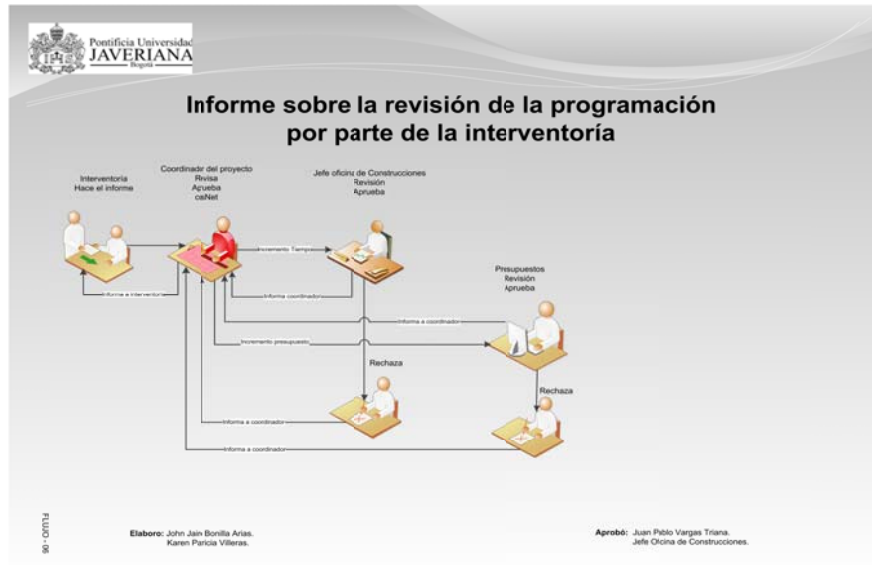 Pontificia Universidad
JAVERIANA
Bogotá
Informe sobre la revisión de la programación
por parte de la interventoría
Interventoría
Hace el informe
Coordinador del proyecto
Rivisa
Aprueba
Jefe oficina de Construcciones
Revisión
Aprueba
Incremento Tiempo
Informe a interventoría
Informa coordinador
Presupuestos
Revisión
Aprueba
Informa a coordinador
Incremento presupuesto
Rechaza
Rechaza
Informa a coordinador
Informa a coordinador
FLUJO - 06
Elaboro: John Jain Bonilla Arias.
Karen Paricia Villeras.
Aprobó: Juan Pablo Vargas Triana.
Jefe Oficina de Construcciones.